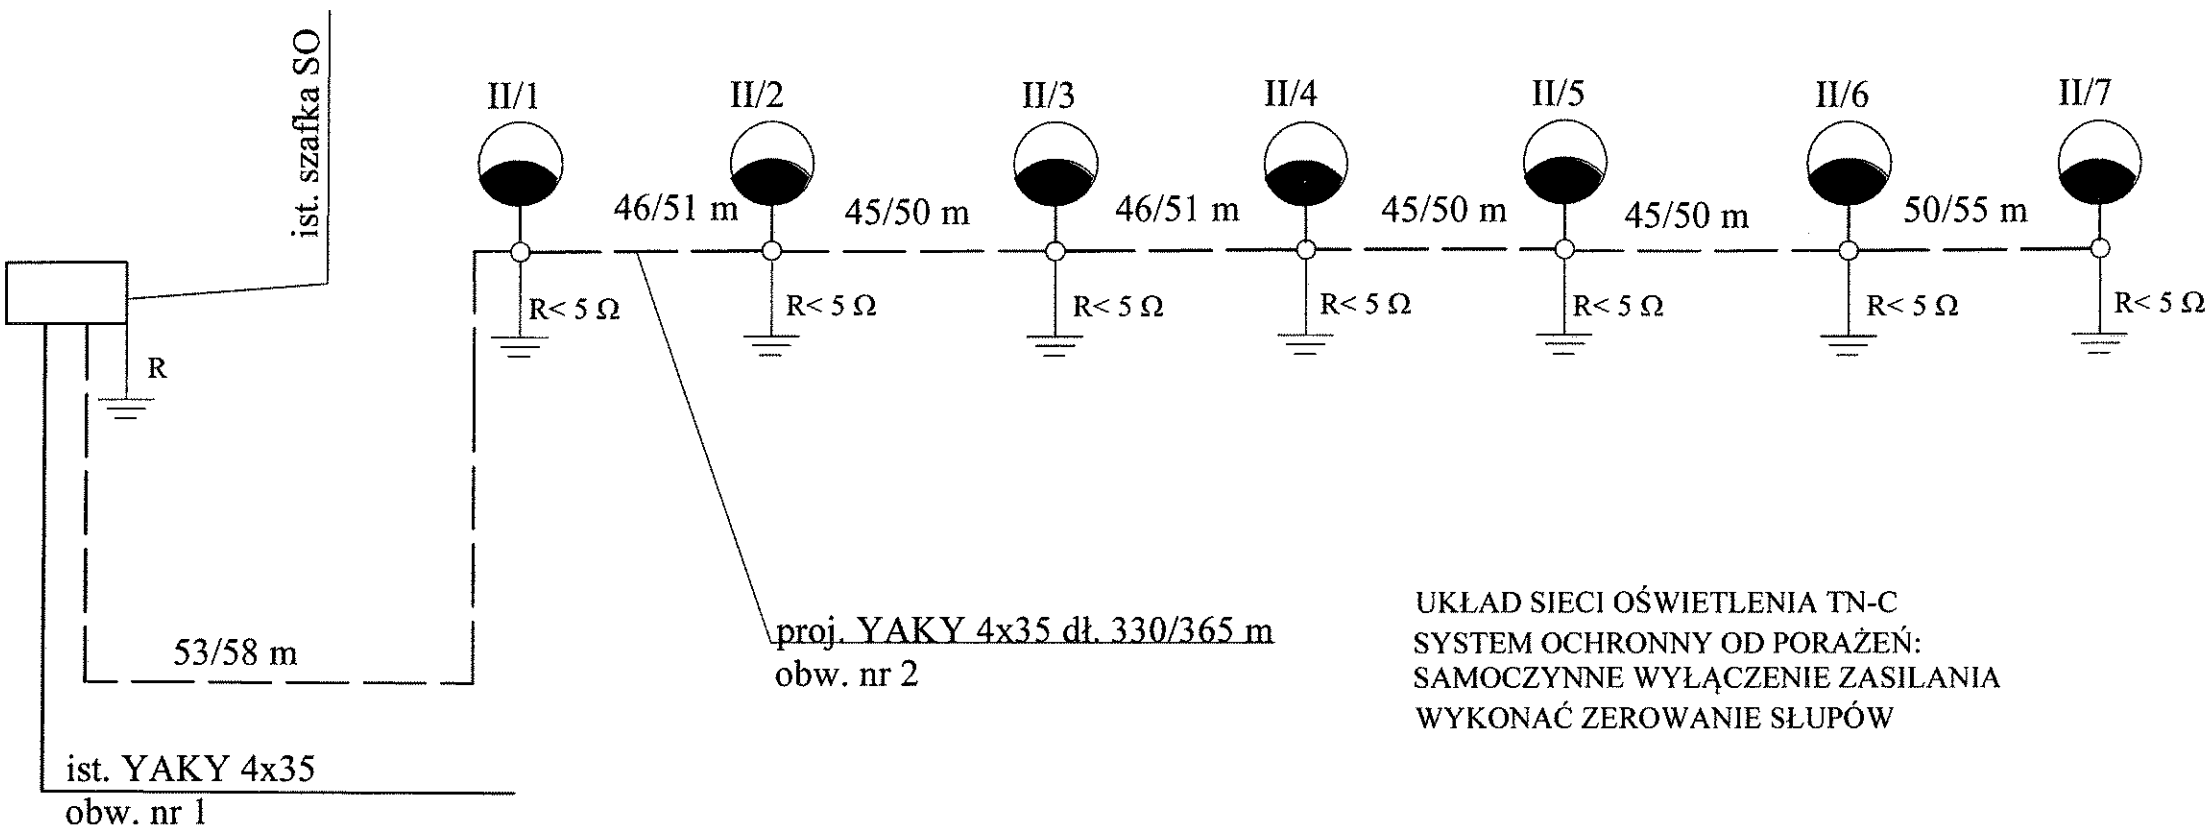 ist. szafka SO
II/1
II/2
II/3
II/4
II/5
II/6
II/7
46/51 m
45/50 m
46/51 m
45/50 m
45/50 m
50/55 m
R< 5 Ω
R< 5 Ω
R< 5 Ω
R< 5 Ω
R< 5 Ω
R< 5 Ω
R< 5 Ω
R
53/58 m
proj. YAKY 4x35 dł. 330/365 m
obw. nr 2
ist. YAKY 4x35
obw. nr 1
UKŁAD SIECI OŚWIETLENIA TN-C
SYSTEM OCHRONNY OD PORAŻEŃ:
SAMOCZYNNE WYŁĄCZENIE ZASILANIA
WYKONAĆ ZEROWANIE SŁUPÓW